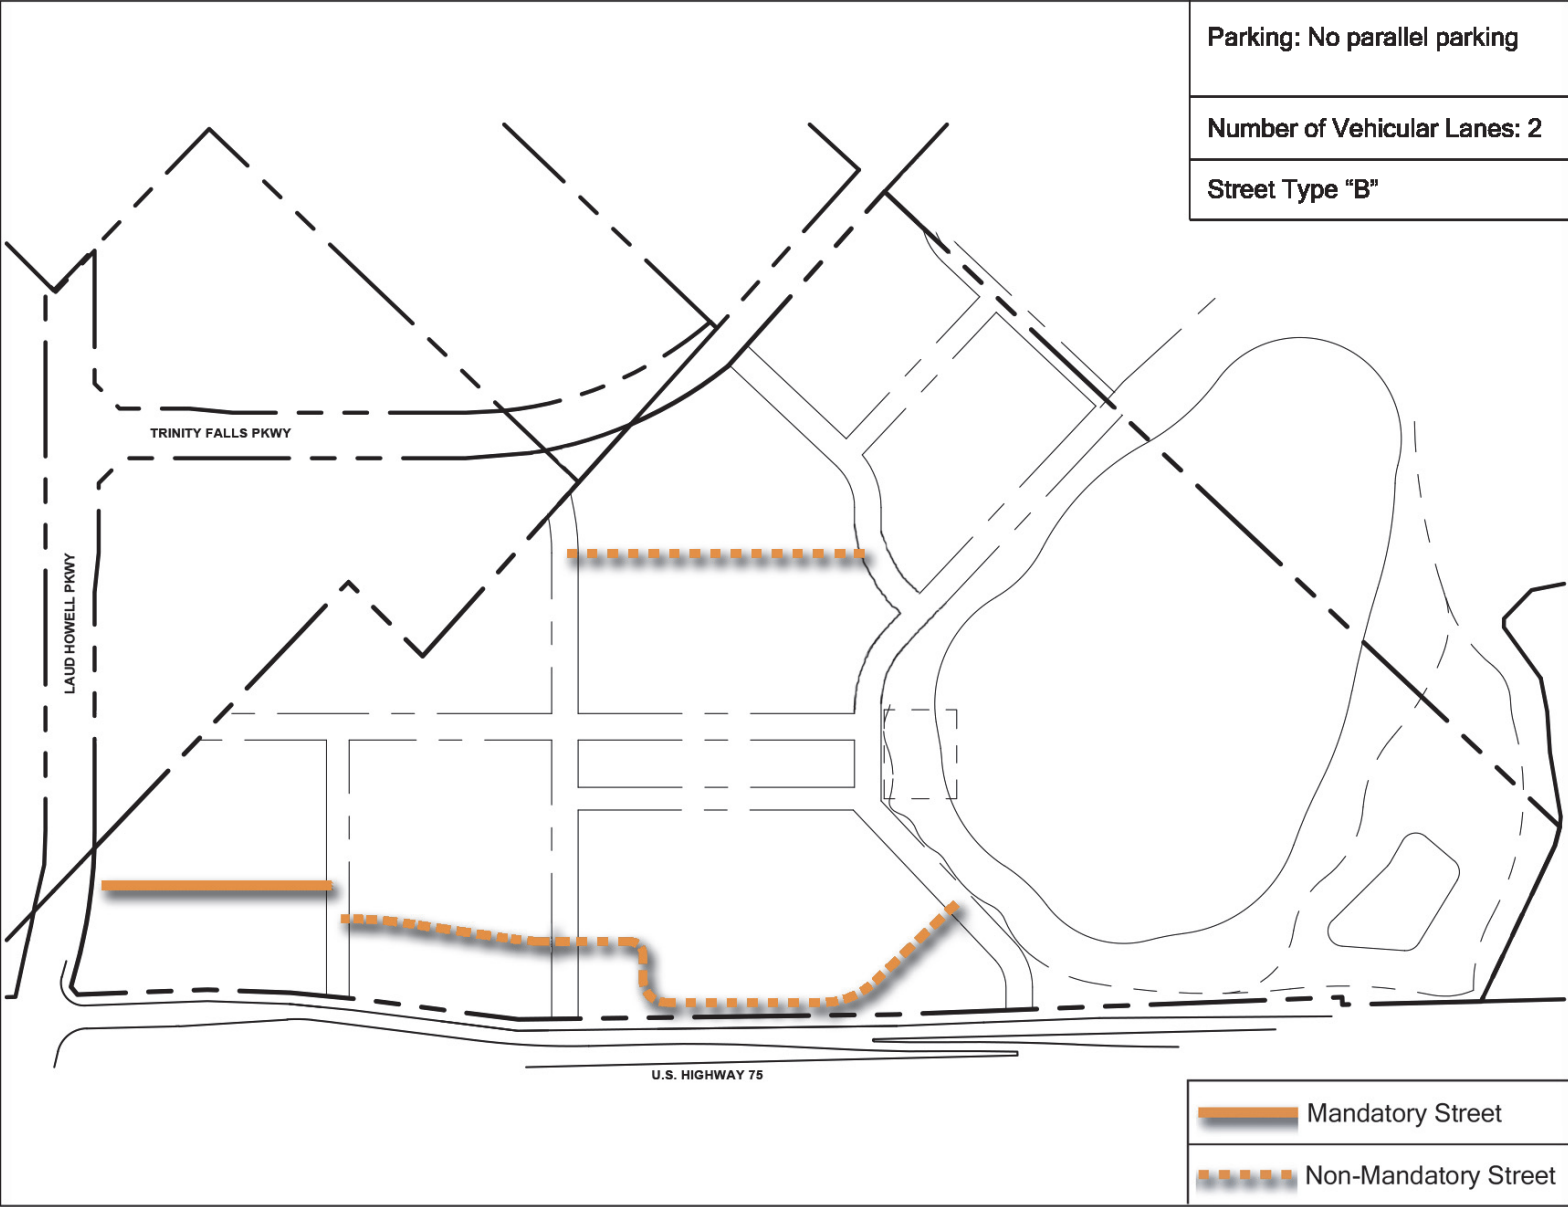 Parking: No parallel parking
Number of Vehicular Lanes: 2
Street Type “B”
TRINITY FALLS PKWY
LAUD HOWELL PKWY
U.S. HIGHWAY 75
Mandatory Street
Non-Mandatory Street